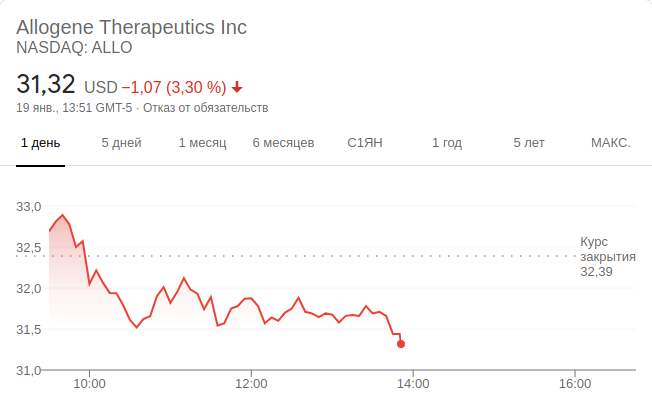 Allogene Therapeutics Inc
NASDAQ: ALLO
31,32 USD −1,07 (3,30 %)
19 янв., 13:51 GMT-5 · Отказ от обязательств
1 день 5 дней 1 месяц 6 месяцев С1ЯН 1 год 5 лет МАКС.
33,0
32,5
32,0
31,5
31,0
Курс
закрытия
32,39
10:00 12:00 14:00 16:00